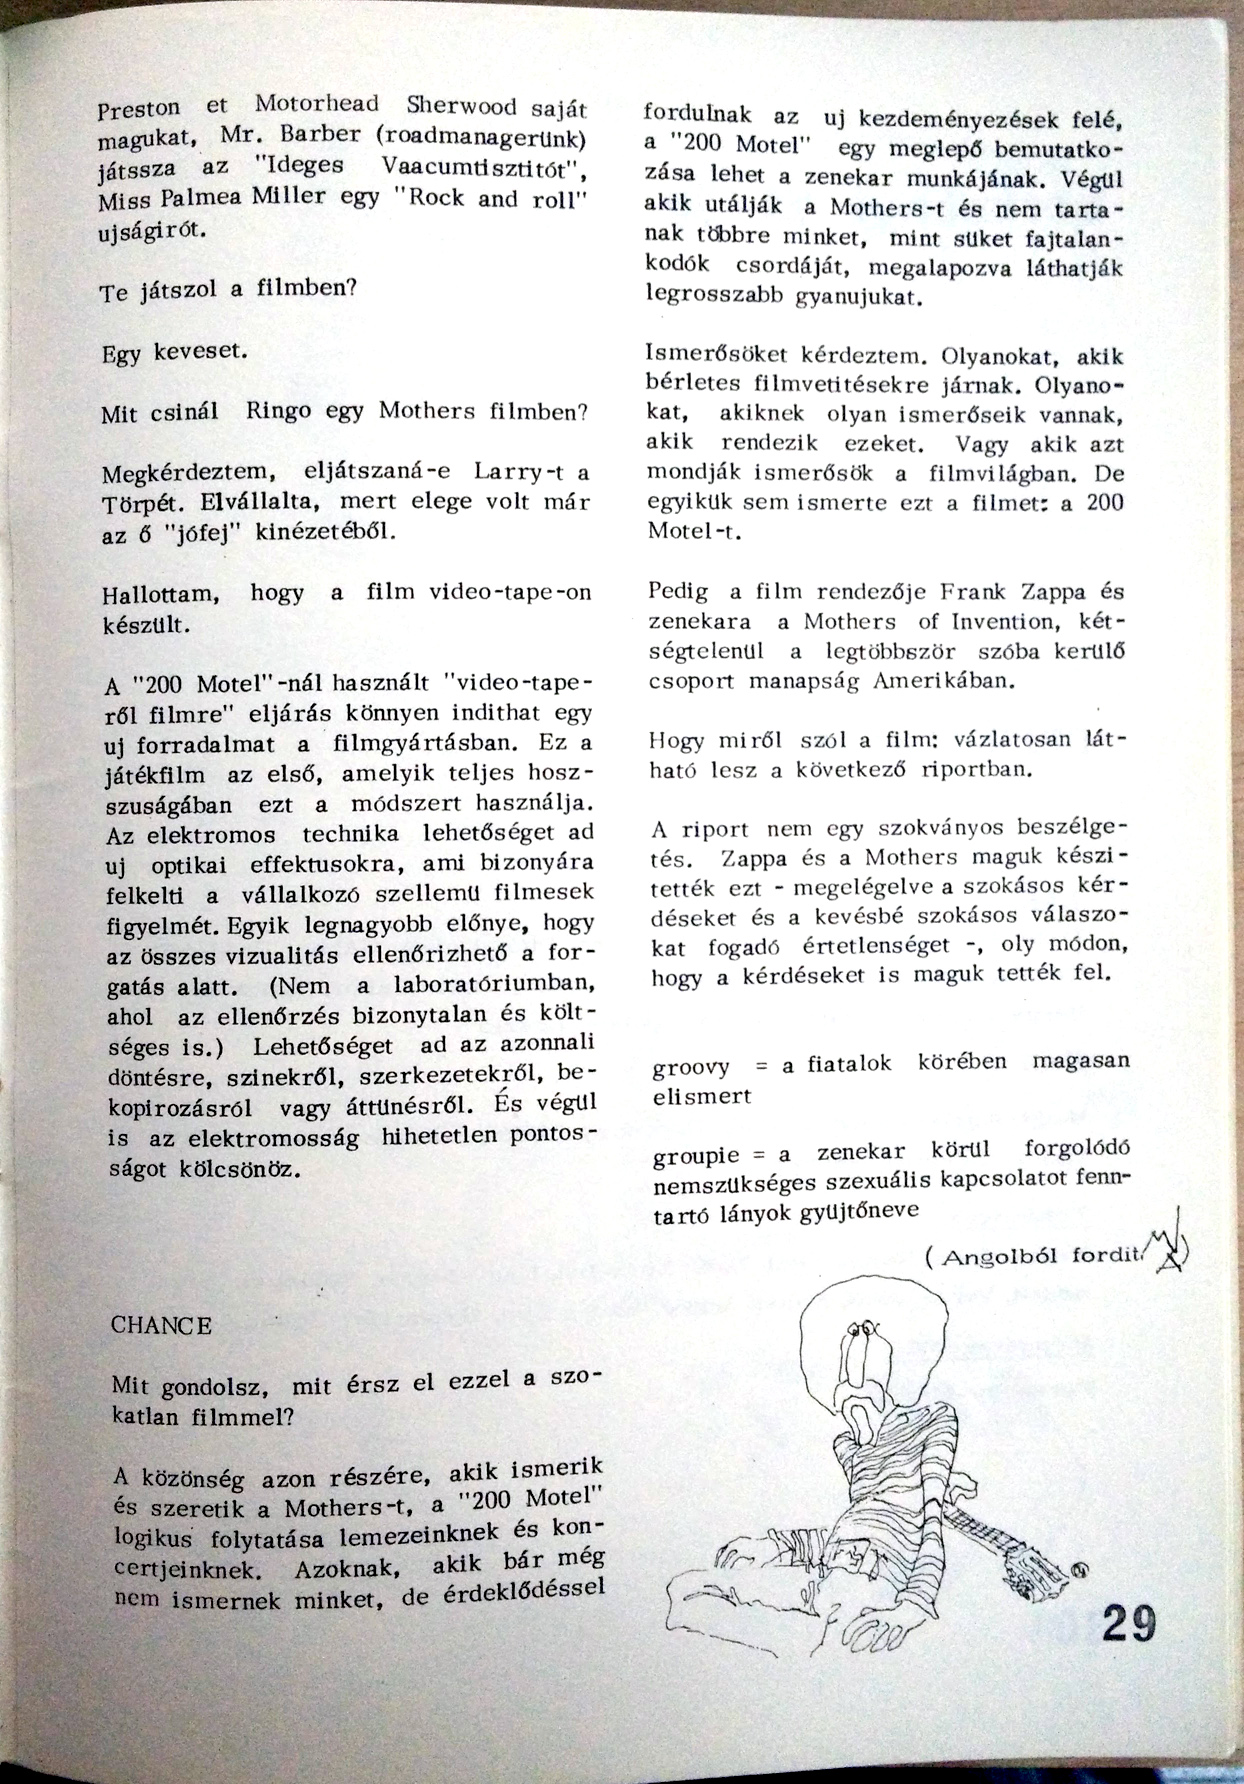 Preston et Motorhead Sherwood saját
magukat, Mr. Barber (roadmanagerünk)
játssza az "Ideges Vaacumtisztitót",
Miss Palmea Miller egy "Rock and roll"
ujságirót.
Te játszol a filmben?
Egy keveset.
Mit csinál Ringo egy Mothers filmben?
Megkérdeztem, eljátszaná-e Larry-t a
Törpét. Elvállalta, mert elege volt már
az ő "jófej" kinézetéből.
Hallottam, hogy a film video-tape-on
készült.
A "200 Motel"-nál használt "video-tape-
ről filmre" eljárás könnyen indithat egy
uj forradalmat a filmgyártásban. Ez a
játékfilm az első, amelyik teljes hosz-
szuságában ezt a módszert használja.
Az elektromos technika lehetőséget ad
uj optikai effektusokra, ami bizonyára
felkelti a vállalkozó szellemü filmesek
figyelmét. Egyik legnagyobb előnye, hogy
az összes vizualitás ellenőrizhető a for-
gatás alatt. (Nem a laboratóriumban,
ahol az ellenőrzés bizonytalan és költ-
séges is.) Lehetőséget ad az azonnali
döntésre, szinekről, szerkezetekről, be-
kopirozásról vagy áttünésről. És végül
is az elektromosság hihetetlen pontos-
ságot kölcsönöz.
CHANCE
Mit gondolsz, mit érsz el ezzel a szo-
katlan filmmel?
A közönség azon részére, akik ismerik
és szeretik a Mothers-t, a "200 Motel"
logikus folytatása lemezeinknek és kon-
certjeinknek. Azoknak, akik bár még
nem ismernek minket, de érdeklődéssel
fordulnak az uj kezdeményezések felé,
a "200 Motel" egy meglepő bemutatko-
zása lehet a zenekar munkájának. Végül
akik utálják a Mothers-t és nem tarta-
nak többre minket, mint süket fajtalan-
kodók csordáját, megalapozva láthatják
legrosszabb gyanujukat.
Ismerősöket kérdeztem. Olyanokat, akik
bérletes filmvetitésekre járnak. Olyano-
kat, akiknek olyan ismerőseik vannak,
akik rendezik ezeket. Vagy akik azt
mondják ismerősök a filmvilágban. De
egyikük sem ismerte ezt a filmet: a 200
Motel-t.
Pedig a film rendezője Frank Zappa és
zenekara a Mothers of Invention, két-
ségtelenül a legtöbbször szóba kerülő
csoport manapság Amerikában.
Hogy miről szól a film: vázlatosan lát-
ható lesz a következő riportban.
A riport nem egy szokványos beszélge-
tés. Zappa és a Mothers maguk készi-
tették ezt - megelégelve a szokásos kér-
déseket és a kevésbé szokásos válaszo-
kat fogadó értetlenséget -, oly módon,
hogy a kérdéseket is maguk tették fel.
groovy = a fiatalok körében magasan
elismert
groupie = a zenekar körül forgolódó
nemszükséges szexuális kapcsolatot fenn-
tartó lányok gyüjtőneve
( Angolból fordit.
29